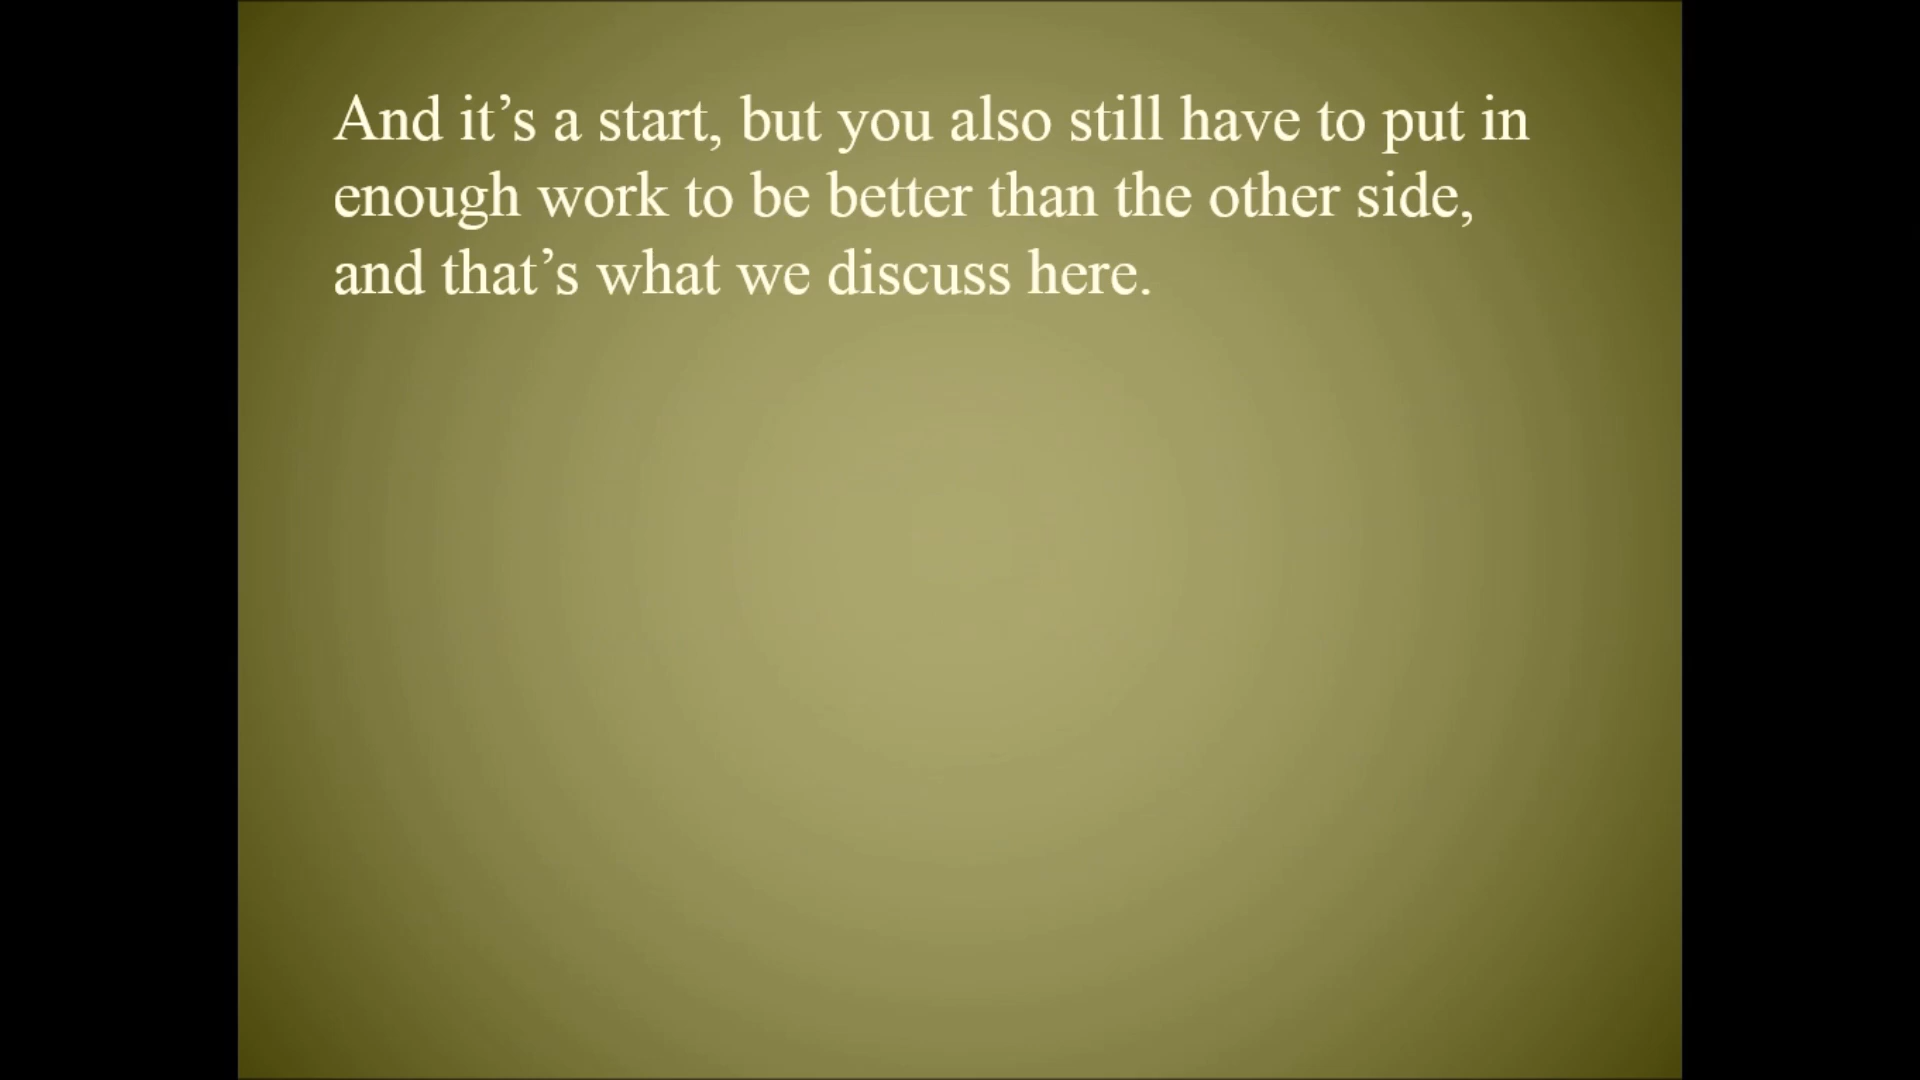 And it’s a start, but you also still have to put in
enough work to be better than the other side,
and that’s what we discuss here.